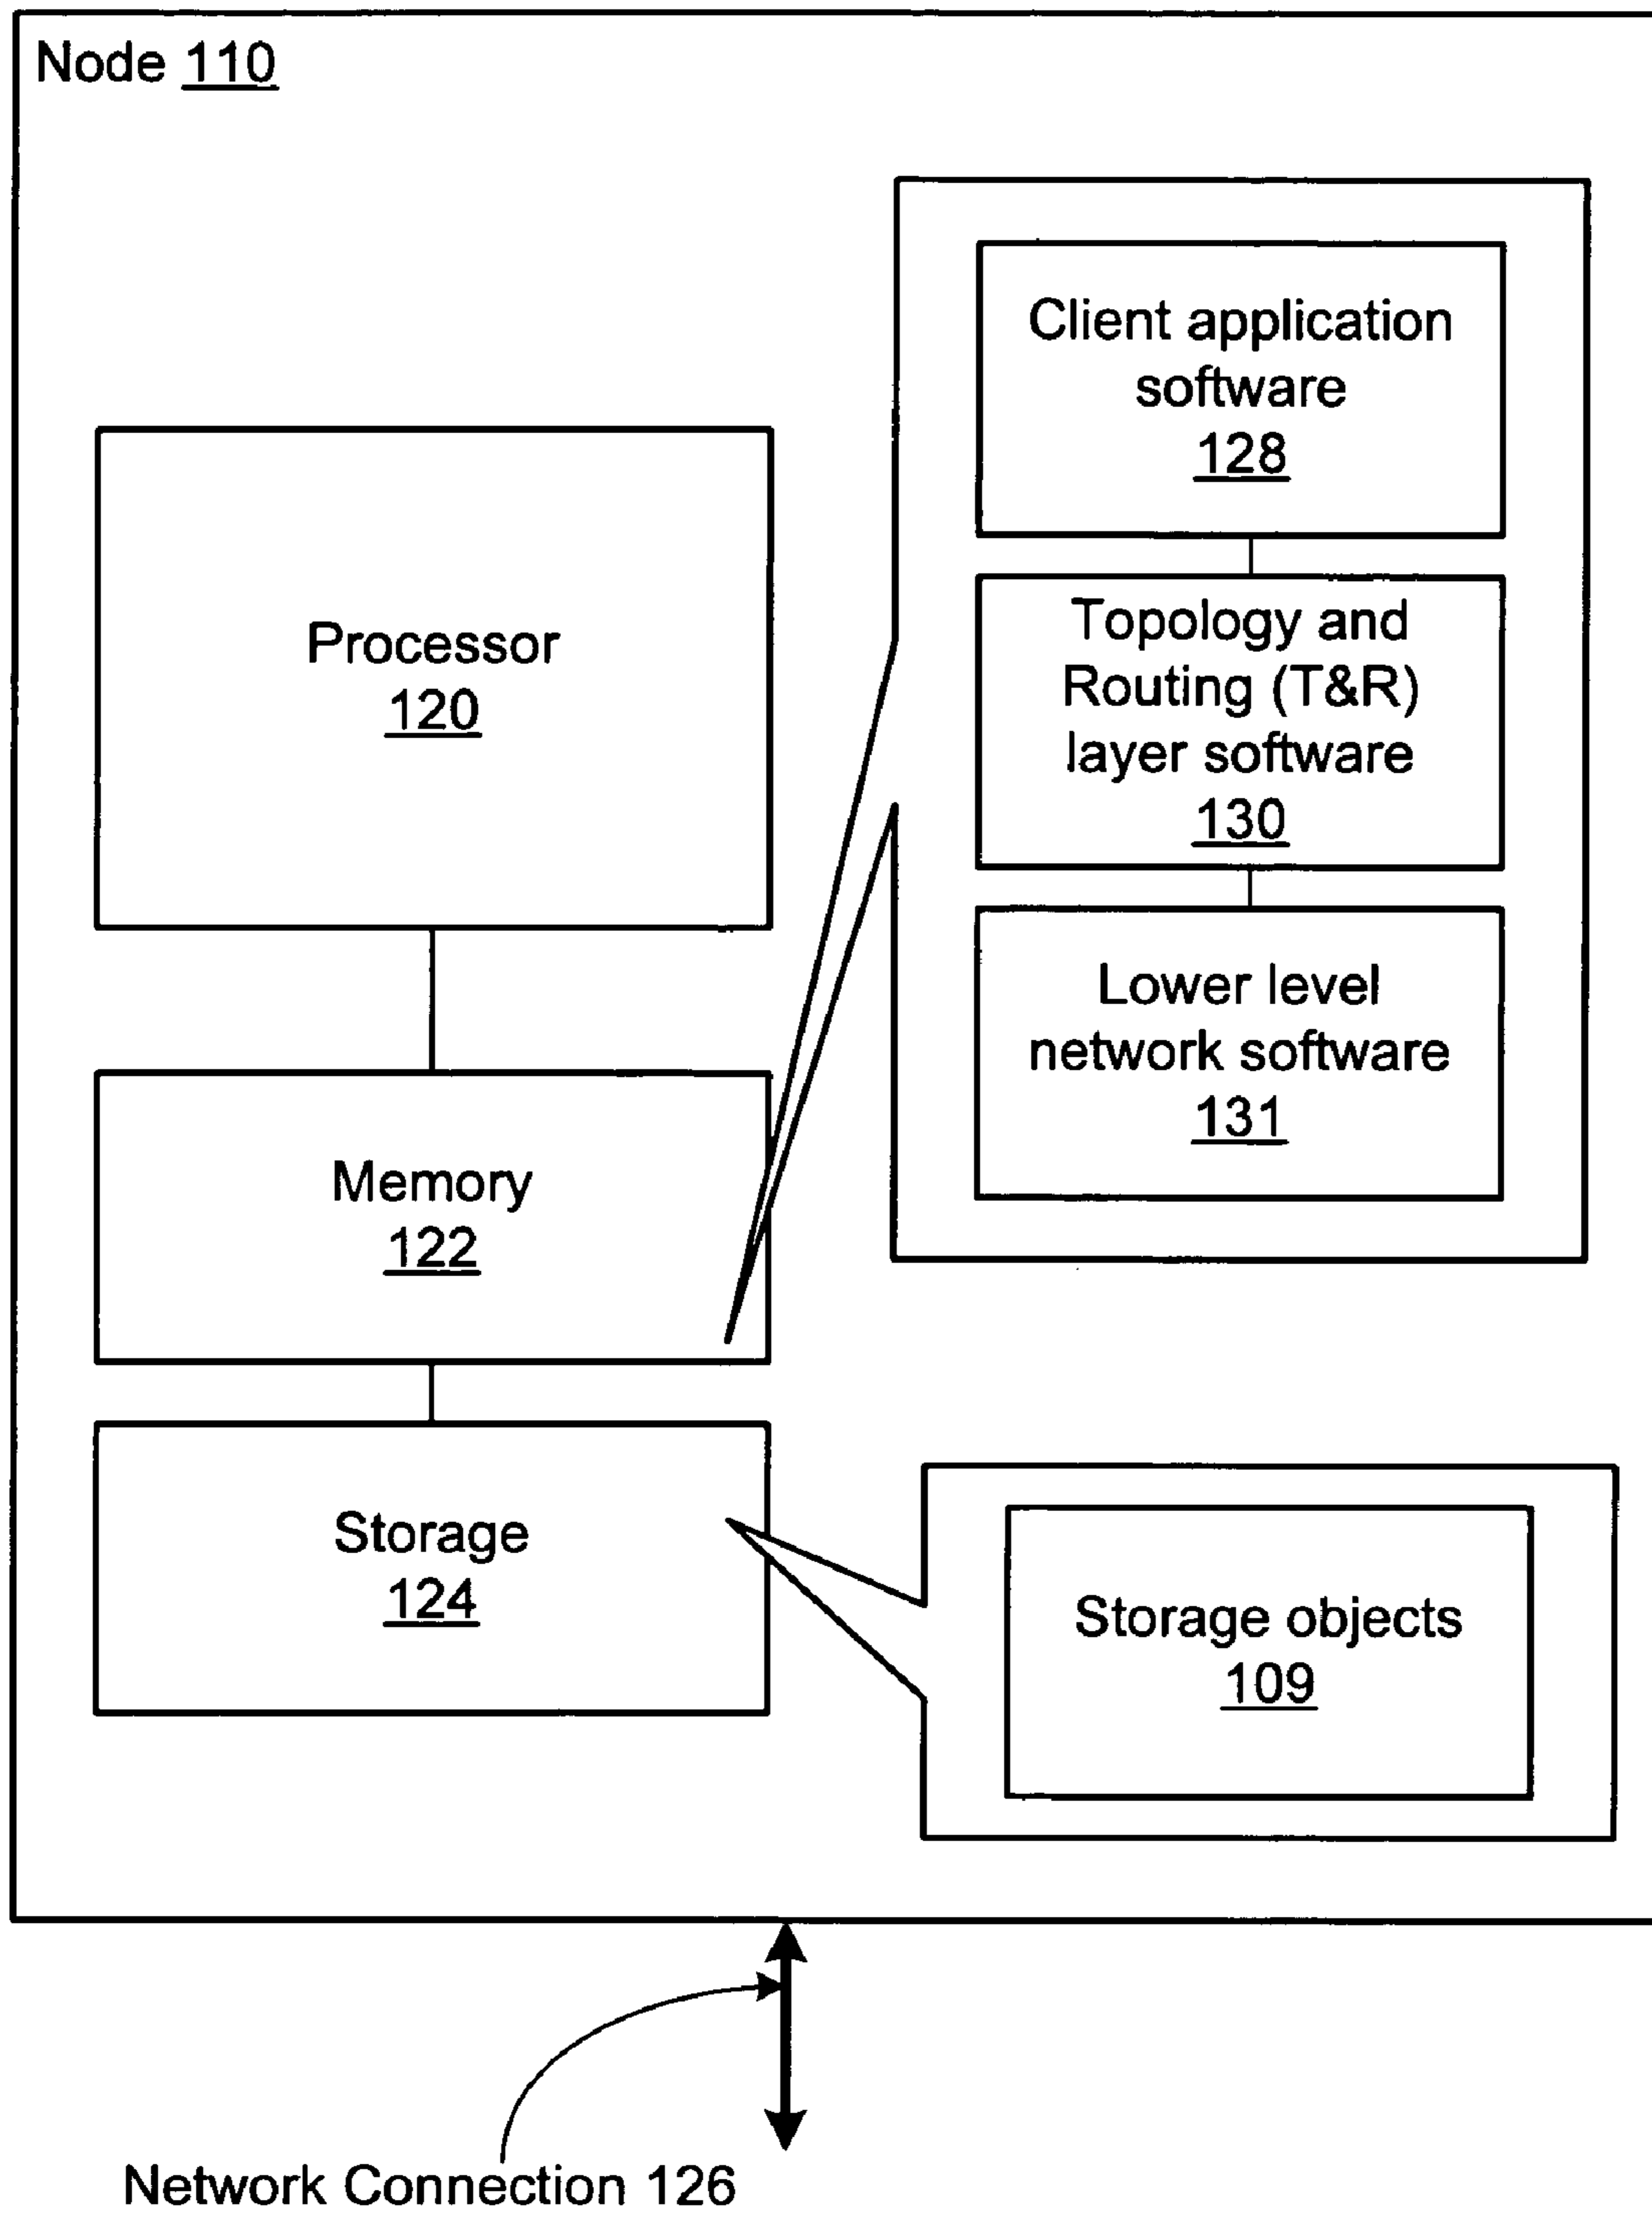 Node 110
Client application
software
128
Topology and
Routing (T&R)
layer software
130
Lower level
network software
131
Processor
120
Memory
122
Storage
124
Storage objects
109
Network Connection 126